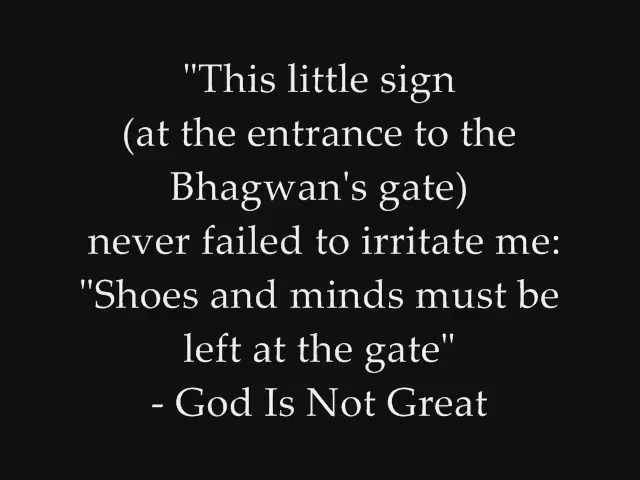 "This little sign
(at the entrance to the
Bhagwan's gate)
never failed to irritate me:
"Shoes and minds must be
left at the gate"
- God Is Not Great